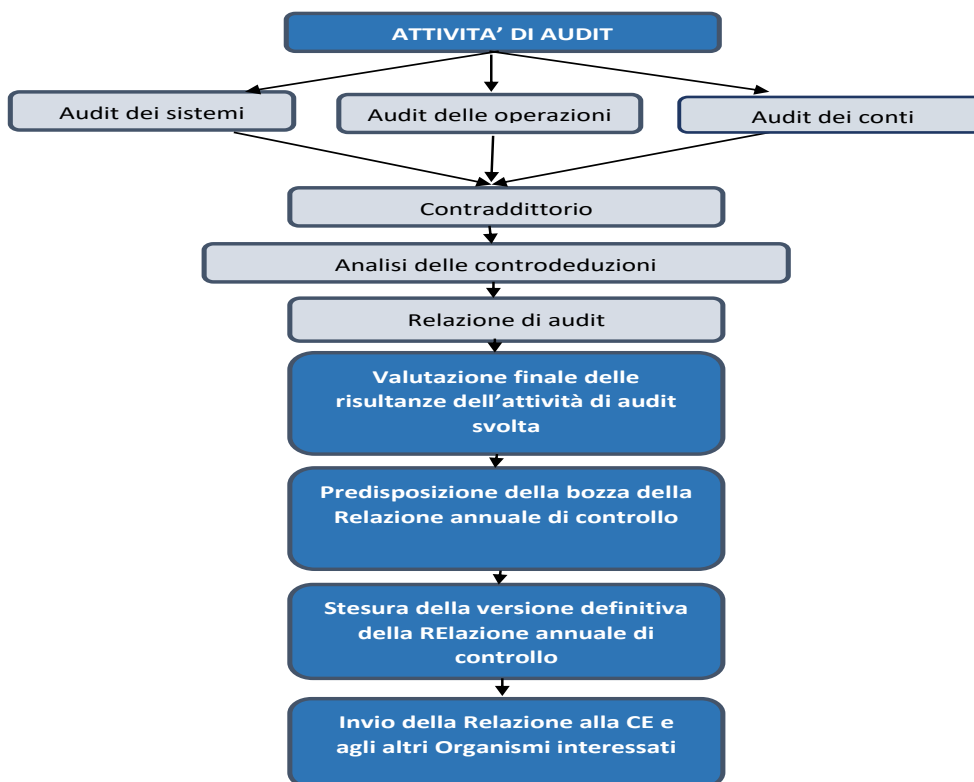 ATTIVITA’ DI AUDIT
Audit dei sistemi
Audit delle operazioni
Audit dei conti
Contraddittorio
Analisi delle controdeduzioni
Relazione di audit
Valutazione finale delle
risultanze dell’attività di audit
svolta
Predisposizione della bozza della
Relazione annuale di controllo
Stesura della versione definitiva
della RElazione annuale di
controllo
Invio della Relazione alla CE e
agli altri Organismi interessati